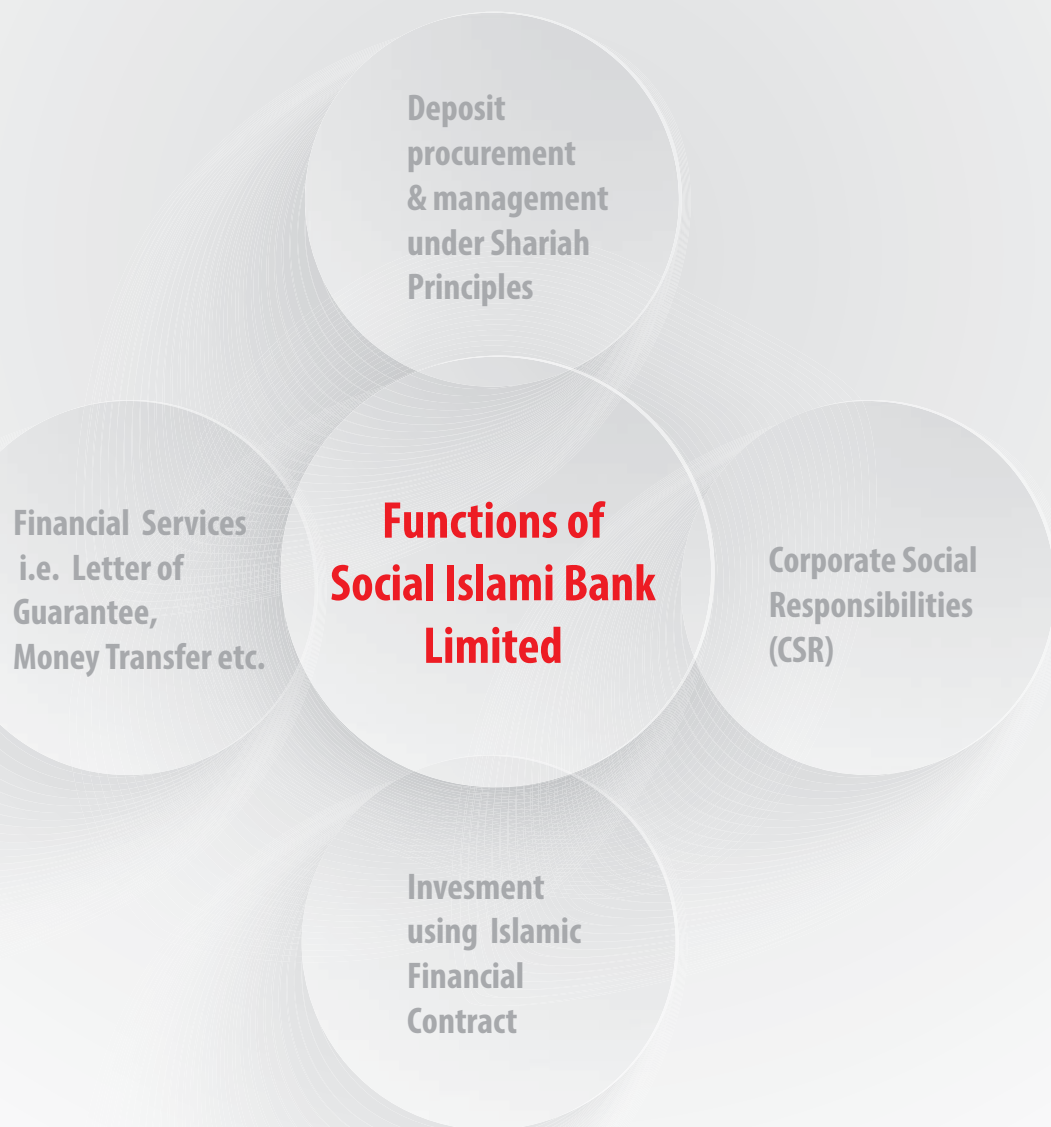 Deposit
procurement
& management
under Shariah
Principles
Financial Services
i.e. Letter of
Guarantee,
Money Transfer etc.
Functions of
Social Islami Bank
Limited
Corporate Social
Responsibilities
(CSR)
Invesment
using Islamic
Financial
Contract